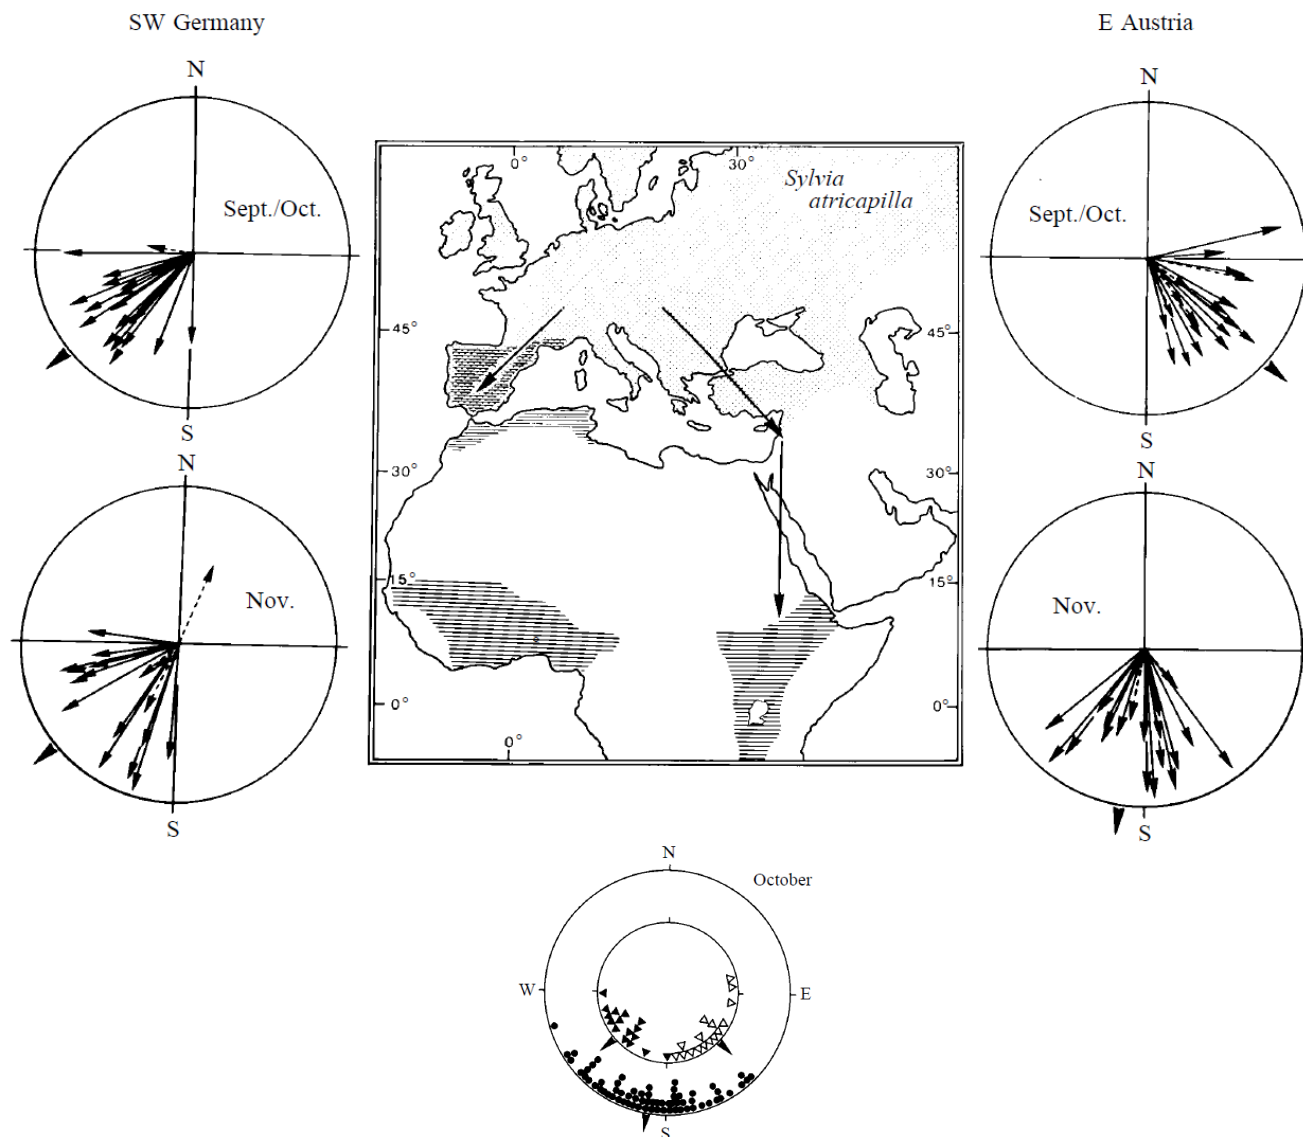 SW Germany
E Austria
N
Sept./Oct.
S
N
Sept./Oct.
S
0°
30°
Sylvia
atricapilla
45°
45°
30°
30°
15°
15°
0°
0°
0°
N
Nov.
S
N
Nov.
S
N
October
W
E
S